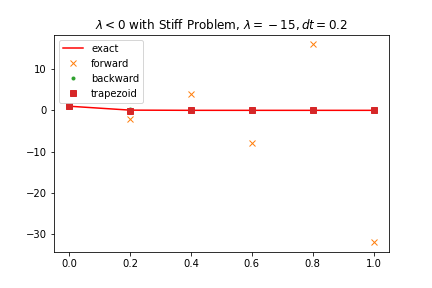 λ < 0 with Stiff Problem, λ = −15, dt = 0.2
exact
forward
backward
trapezoid
10
0
−10
−20
−30
0.0 0.2 0.4 0.6 0.8 1.0